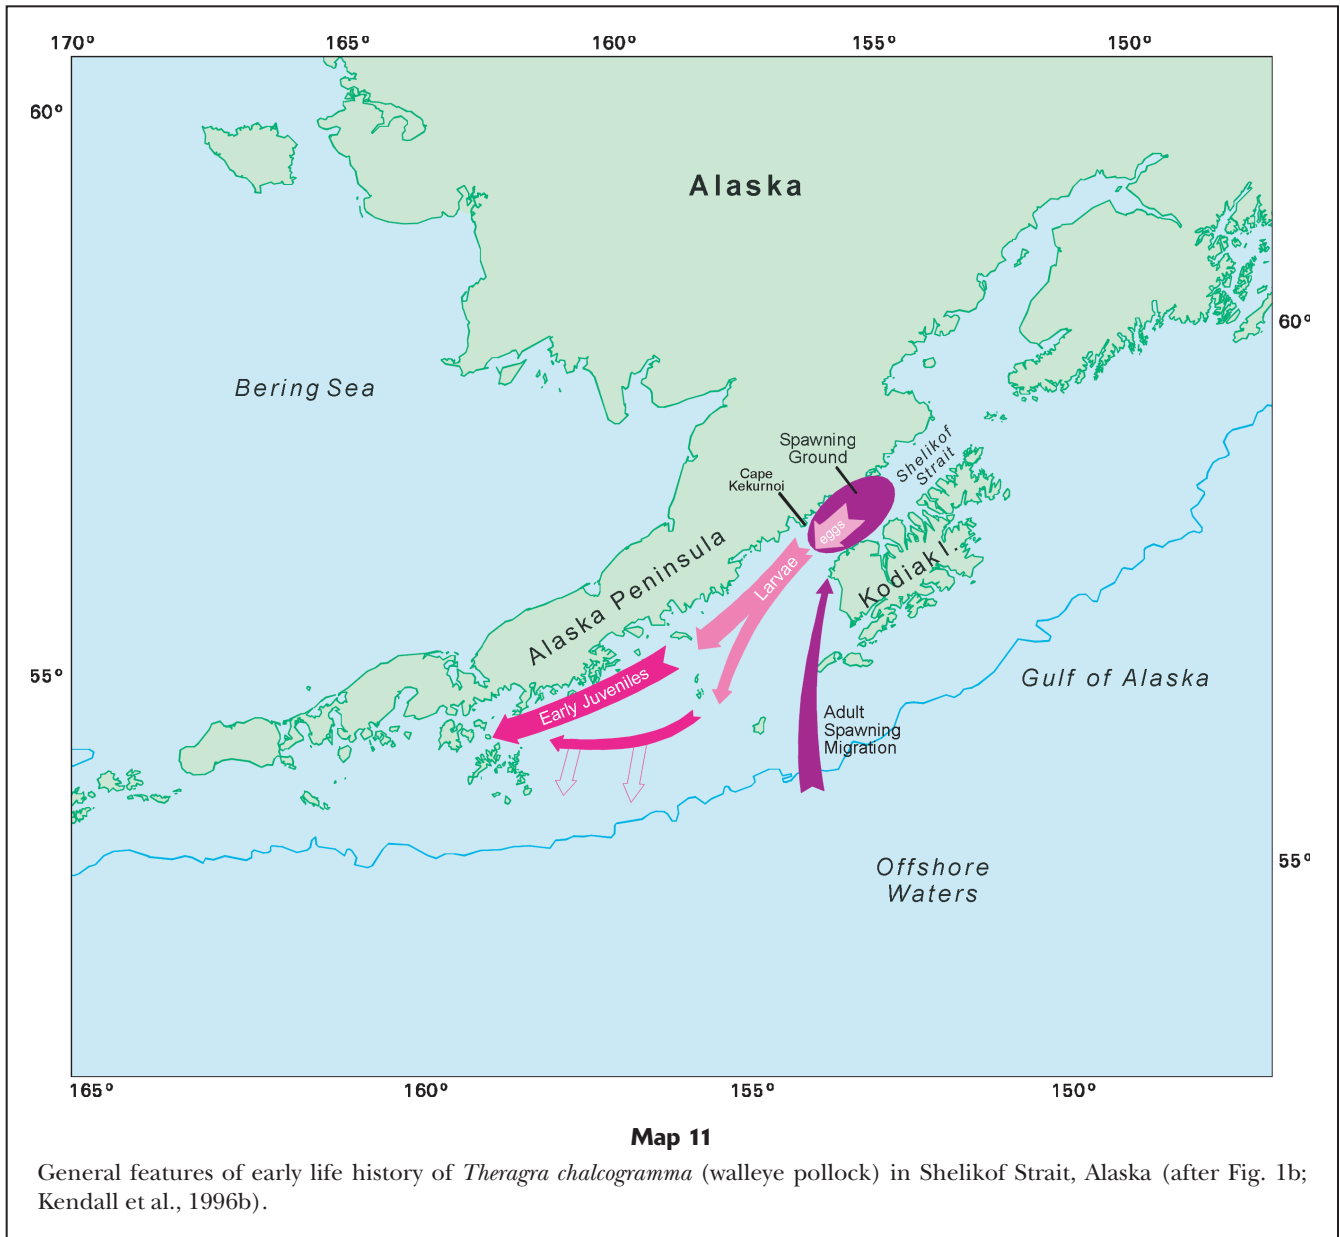 170° 165° 160° 155° 150°
60°
Alaska
60°
Bering Sea
Spawning
Ground
Shelikof
Strait
Cape
Kekurnoi
eggs
Larvae
Kodiak I.
Alaska Peninsula
55°
Early Juveniles
Gulf of Alaska
Adult
Spawning
Migration
55°
Offshore
Waters
165° 160° 155° 150°
Map 11
General features of early life history of Theragra chalcogramma (walleye pollock) in Shelikof Strait, Alaska (after Fig. 1b;
Kendall et al., 1996b).